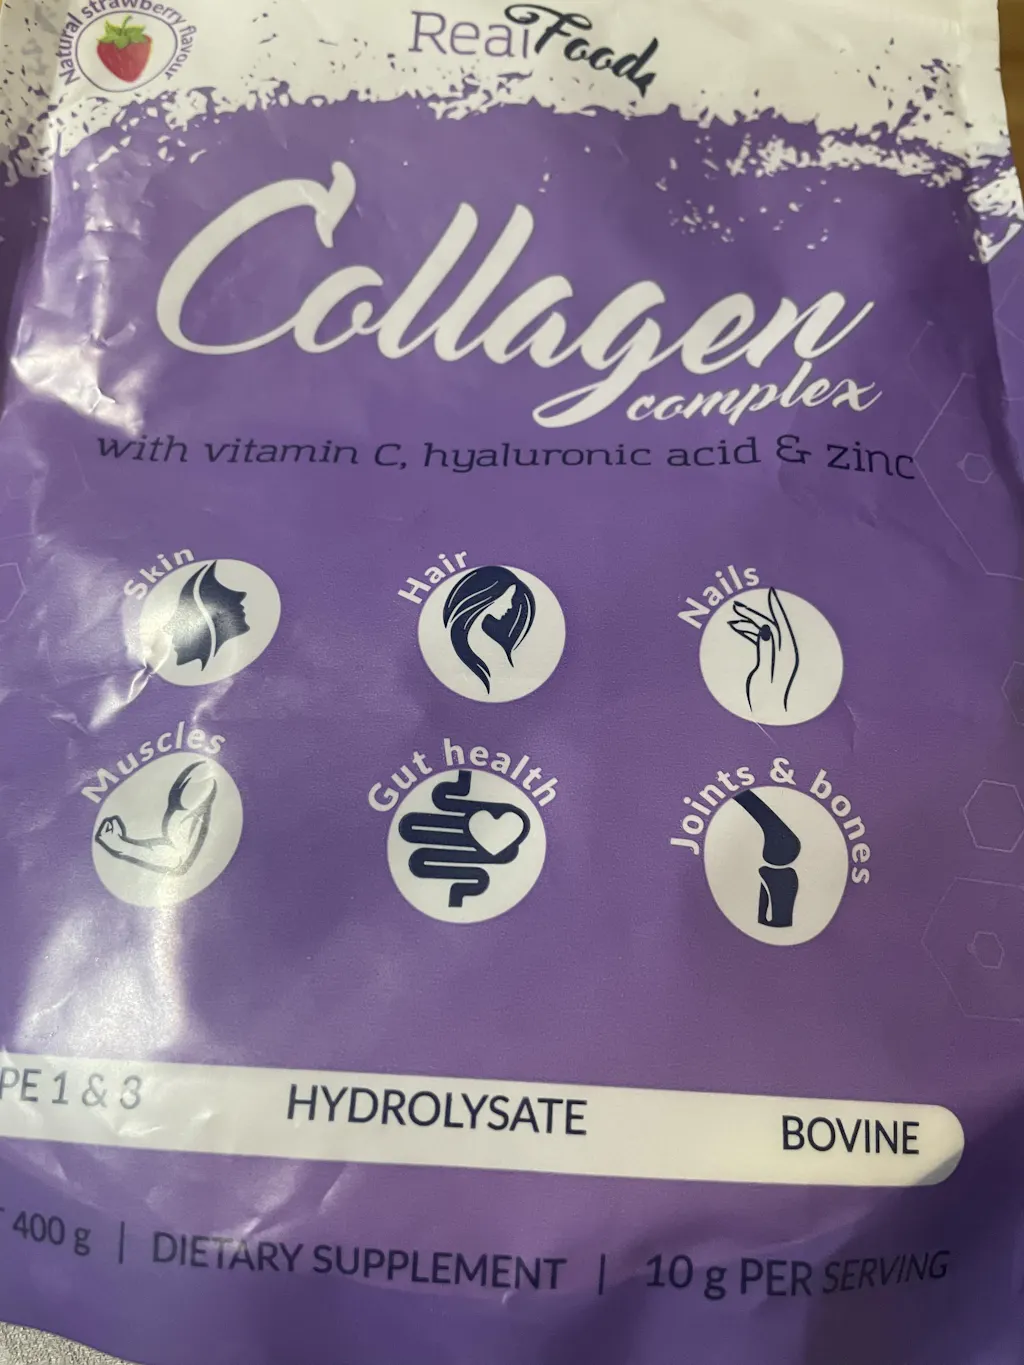 Natural strawberry flavour
RealFoods
Collagen
complex
with vitamin C, hyaluronic acid & zinc
Skin
Hair
Nails
Muscles
Gut health
Joints & bones
PE 1 & 3 HYDROLYSATE BOVINE
400 g | DIETARY SUPPLEMENT | 10 g PER SERVING